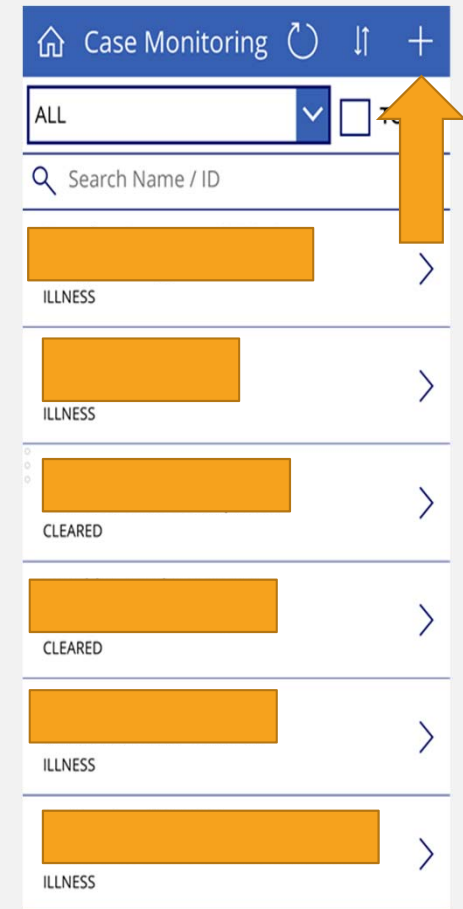 Case Monitoring
ALL
Search Name / ID
ILLNESS
ILLNESS
CLEARED
CLEARED
ILLNESS
ILLNESS